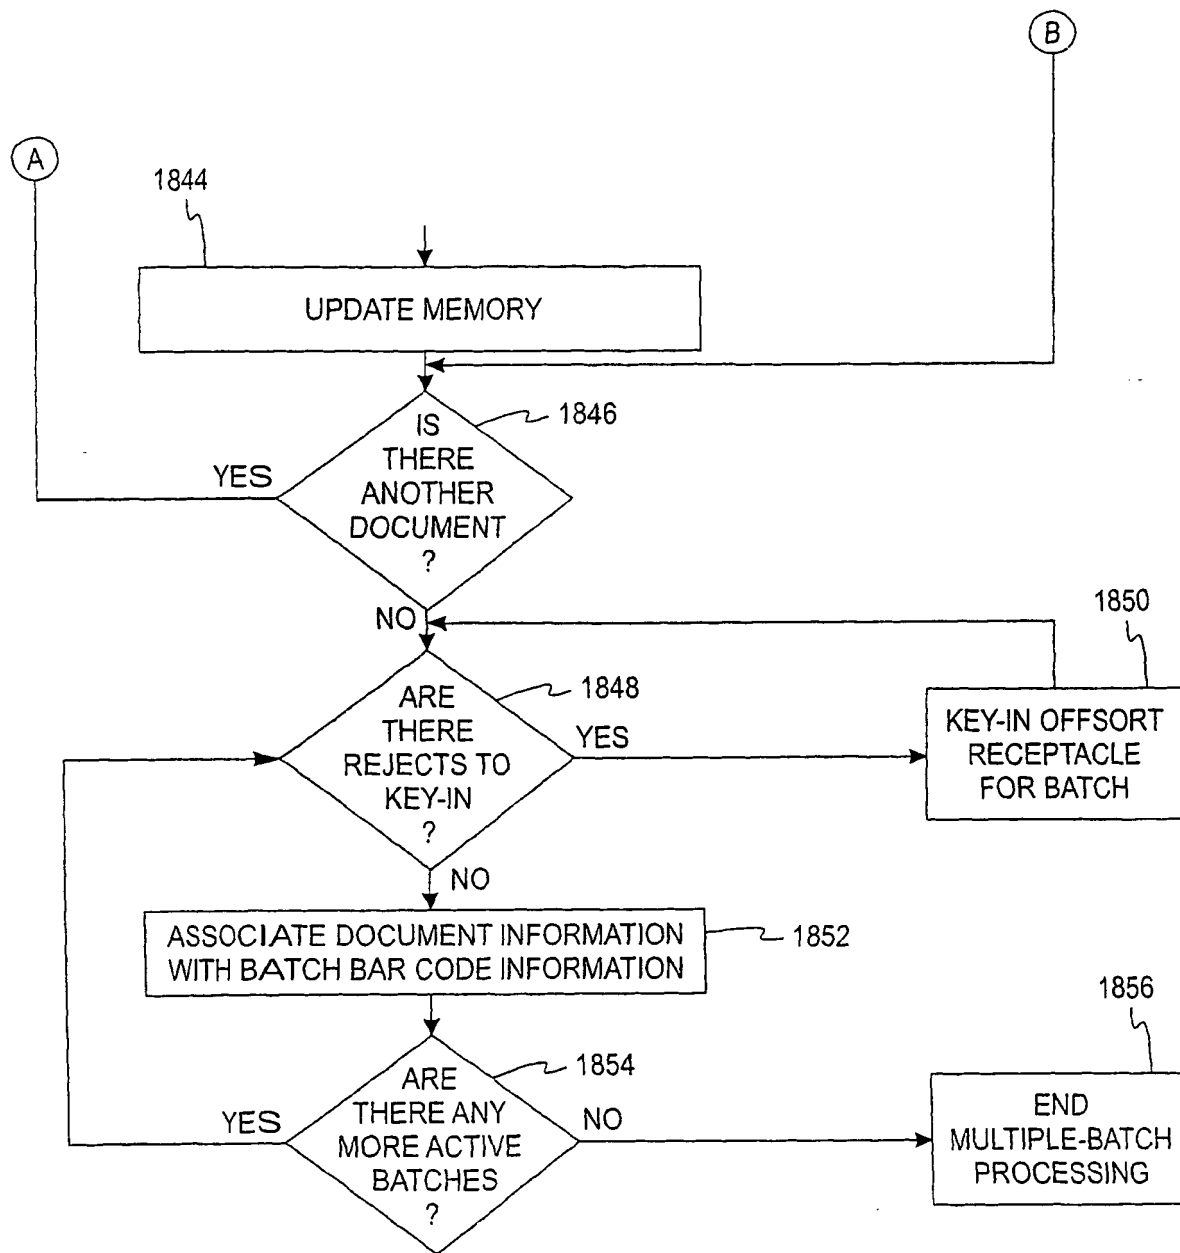 B
A
1844
UPDATE MEMORY
1846
IS
THERE
ANOTHER
DOCUMENT
?
YES
NO
1850
1848
ARE
THERE
REJECTS TO
KEY-IN
?
YES
KEY-IN OFFSORT
RECEPTACLE
FOR BATCH
NO
ASSOCIATE DOCUMENT INFORMATION
WITH BATCH BAR CODE INFORMATION
1852
1856
1854
ARE
THERE ANY
MORE ACTIVE
BATCHES
?
YES
NO
END
MULTIPLE-BATCH
PROCESSING